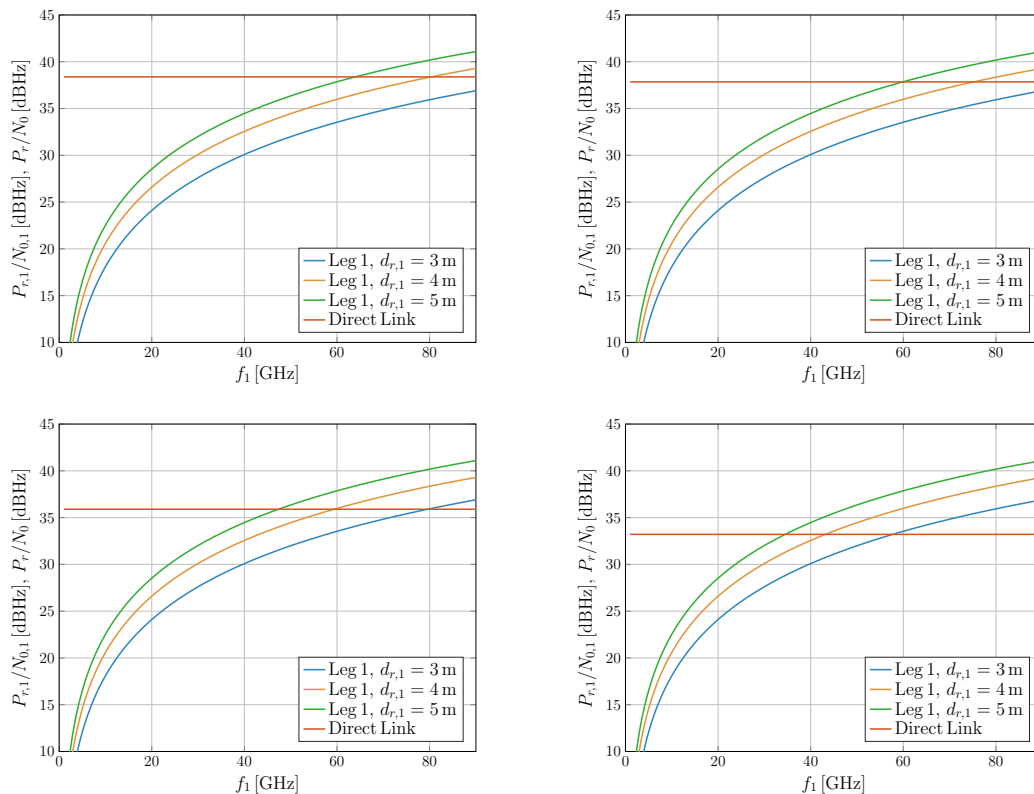 45
40
35
30
25
20
15
10
0
20
40
60
80
f₁ [GHz]
P_{r,1}/N_{0,1} [dBHz], P_r/N_0 [dBHz]
Leg 1, d_{r,1} = 3 m
Leg 1, d_{r,1} = 4 m
Leg 1, d_{r,1} = 5 m
Direct Link
45
40
35
30
25
20
15
10
0
20
40
60
80
f₁ [GHz]
P_{r,1}/N_{0,1} [dBHz], P_r/N_0 [dBHz]
Leg 1, d_{r,1} = 3 m
Leg 1, d_{r,1} = 4 m
Leg 1, d_{r,1} = 5 m
Direct Link
45
40
35
30
25
20
15
10
0
20
40
60
80
f₁ [GHz]
P_{r,1}/N_{0,1} [dBHz], P_r/N_0 [dBHz]
Leg 1, d_{r,1} = 3 m
Leg 1, d_{r,1} = 4 m
Leg 1, d_{r,1} = 5 m
Direct Link
45
40
35
30
25
20
15
10
0
20
40
60
80
f₁ [GHz]
P_{r,1}/N_{0,1} [dBHz], P_r/N_0 [dBHz]
Leg 1, d_{r,1} = 3 m
Leg 1, d_{r,1} = 4 m
Leg 1, d_{r,1} = 5 m
Direct Link